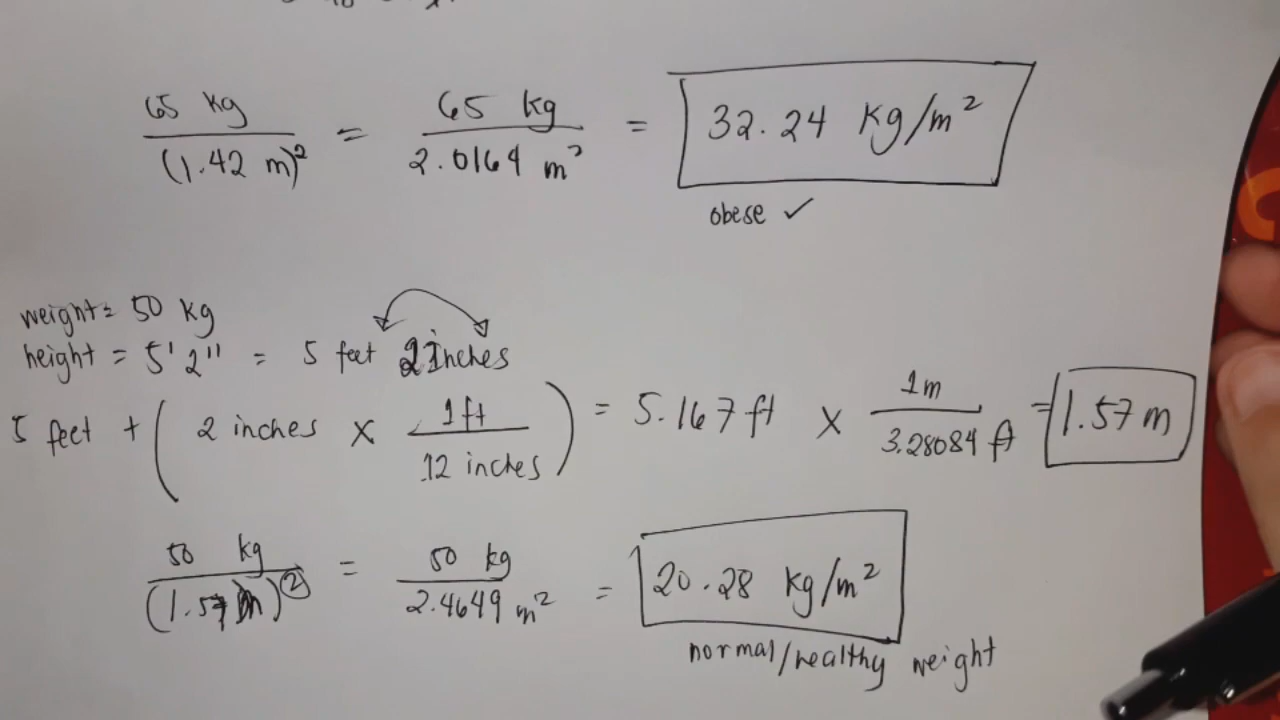 65 kg / (1.42 m)² = 65 kg / 2.0164 m² = 32.24 kg/m²
obese ✓
weight = 50 kg
height = 5' 2" = 5 feet 2 inches
5 feet + ( 2 inches x 1 ft / 12 inches ) = 5.167 ft x 1 m / 3.28084 ft = 1.57 m
50 kg / (1.57 m)² = 50 kg / 2.4649 m² = 20.28 kg/m²
normal/healthy weight